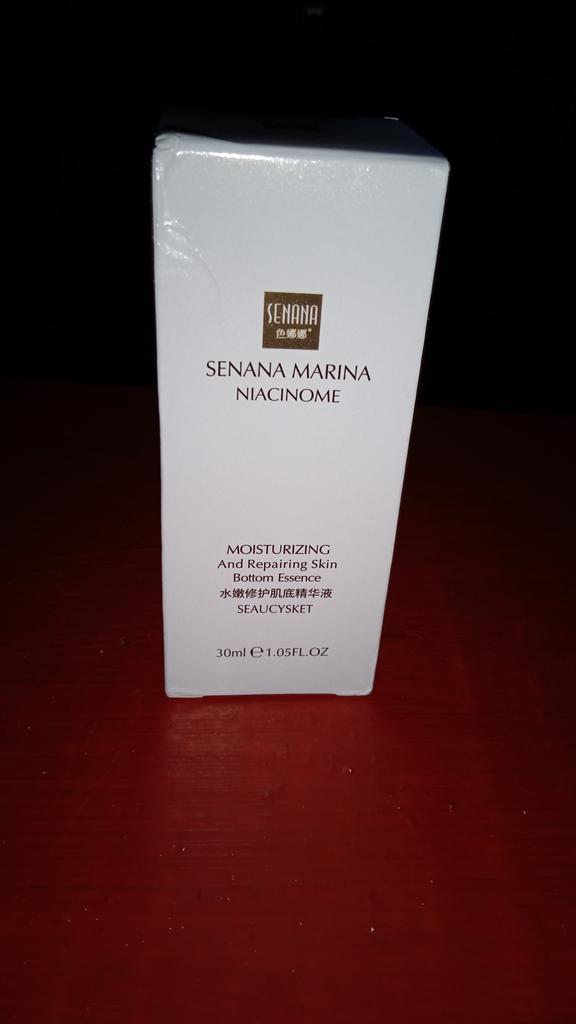 SENANA
色娜娜
SENANA MARINA
NIACINOME
MOISTURIZING
And Repairing Skin
Bottom Essence
水嫩修护肌底精华液
SEAUCYSKET
30ml ℮ 1.05FL.OZ